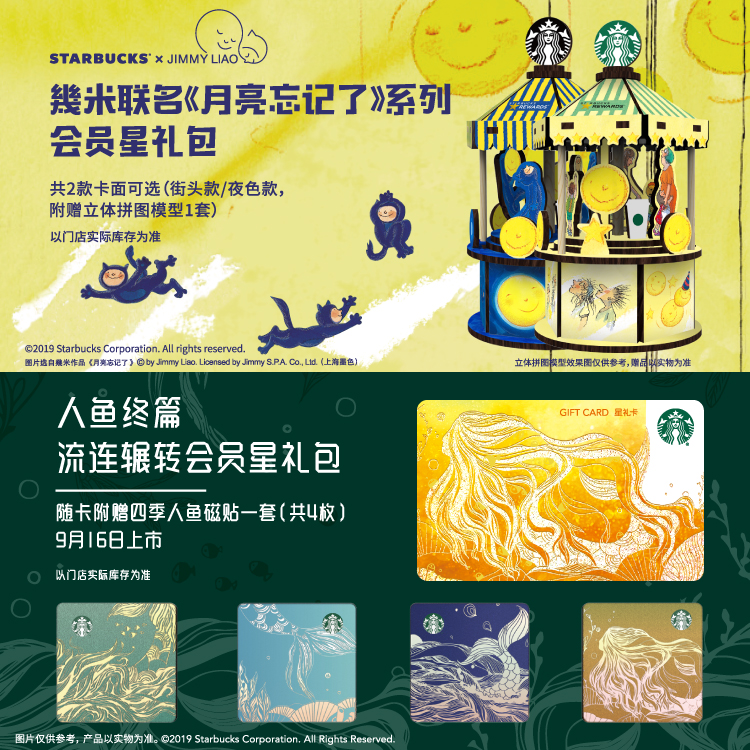 STARBUCKS® × JIMMY LIAO
幾米联名《月亮忘记了》系列
会员星礼包
共2款卡面可选（街头款/夜色款，
附赠立体拼图模型1套）
以门店实际库存为准
REWARDS
REWARDS
©2019 Starbucks Corporation. All rights reserved.
图片选自幾米作品《月亮忘记了》© by Jimmy Liao. Licensed by Jimmy S.P.A. Co., Ltd.（上海墨色）
立体拼图模型效果图仅供参考，赠品以实物为准
人鱼终篇
流连辗转会员星礼包
随卡附赠四季人鱼磁贴一套（共4枚）
9月16日上市
以门店实际库存为准
GIFT CARD 星礼卡
图片仅供参考，产品以实物为准。©2019 Starbucks Corporation. All Rights Reserved.